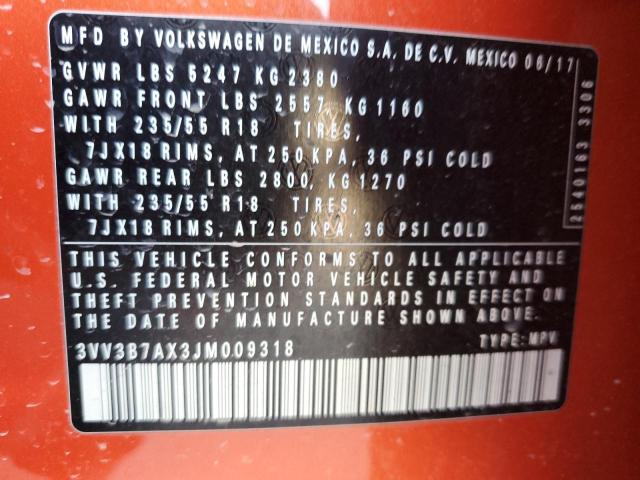 MFD BY VOLKSWAGEN DE MEXICO S.A. DE C.V. MEXICO 06/17
GVWR LBS 5247 KG 2380
GAWR FRONT LBS 2557 KG 1160
WITH 235/55 R18 TIRES,
7JX18 RIMS, AT 250 KPA, 36 PSI COLD
GAWR REAR LBS 2800, KG 1270
WITH 235/55 R18 TIRES,
7JX18 RIMS, AT 250 KPA, 36 PSI COLD
2540163 3306
THIS VEHICLE CONFORMS TO ALL APPLICABLE
U.S. FEDERAL MOTOR VEHICLE SAFETY AND
THEFT PREVENTION STANDARDS IN EFFECT ON
THE DATE OF MANUFACTURE SHOWN ABOVE.
3VV3B7AX3JM009318 TYPE: MPV